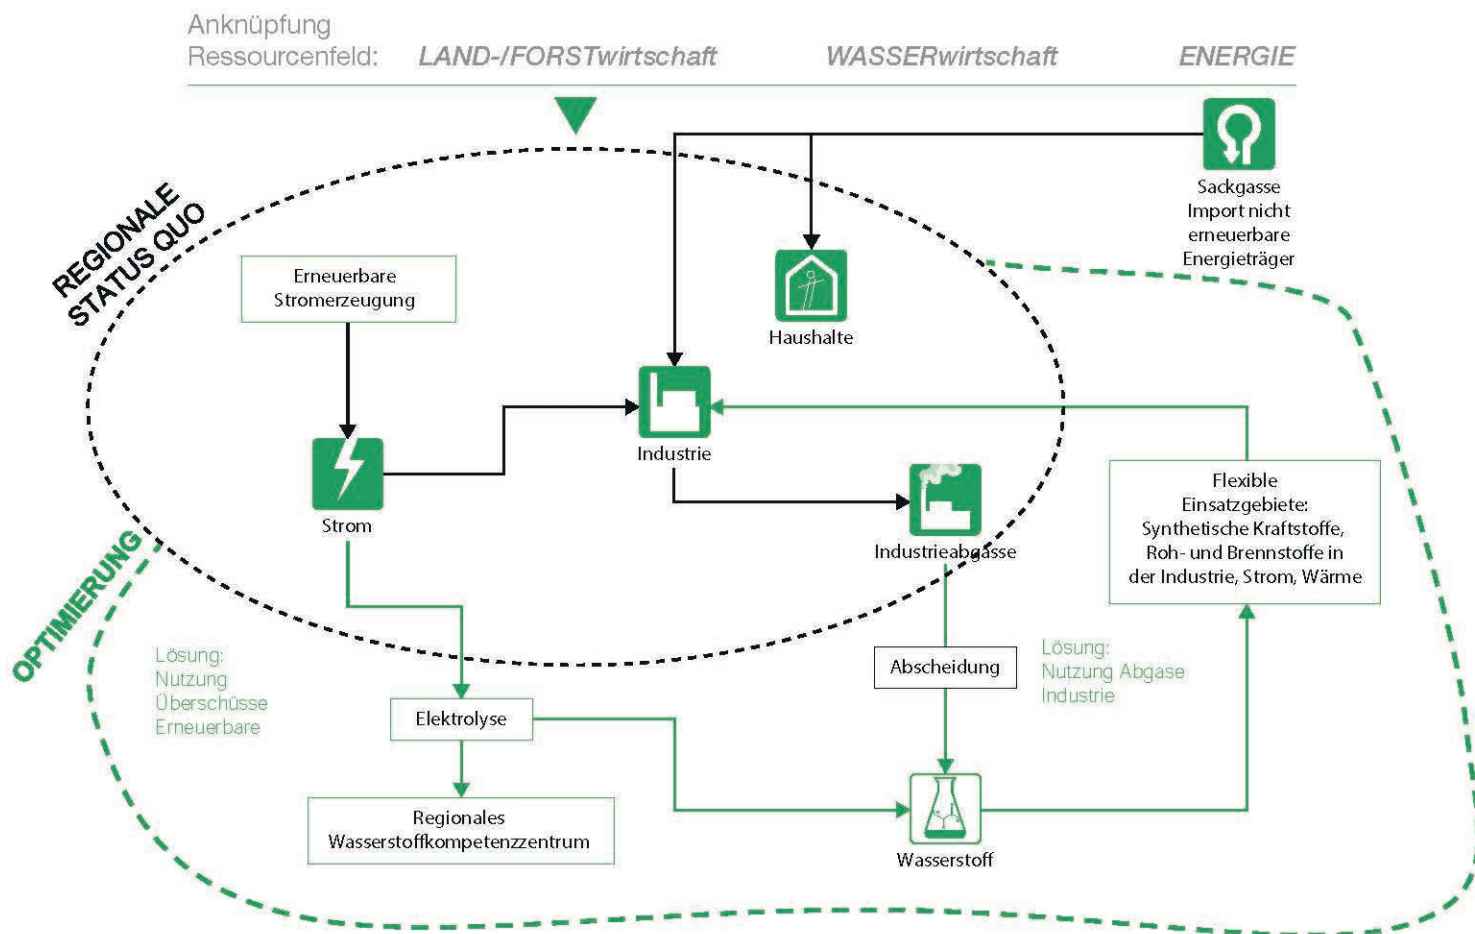 Anknüpfung
Ressourcenfeld: LAND-/FORSTwirtschaft WASSERwirtschaft ENERGIE
REGIONALE
STATUS QUO
Sackgasse
Import nicht
erneuerbare
Energieträger
Erneuerbare
Stromerzeugung
Haushalte
Industrie
Strom
Industrieabgasse
Flexible
Einsatzgebiete:
Synthetische Kraftstoffe,
Roh- und Brennstoffe in
der Industrie, Strom, Wärme
OPTIMIERUNG
Lösung:
Nutzung
Überschüsse
Erneuerbare
Abscheidung
Lösung:
Nutzung Abgase
Industrie
Elektrolyse
Regionales
Wasserstoffkompetenzzentrum
Wasserstoff